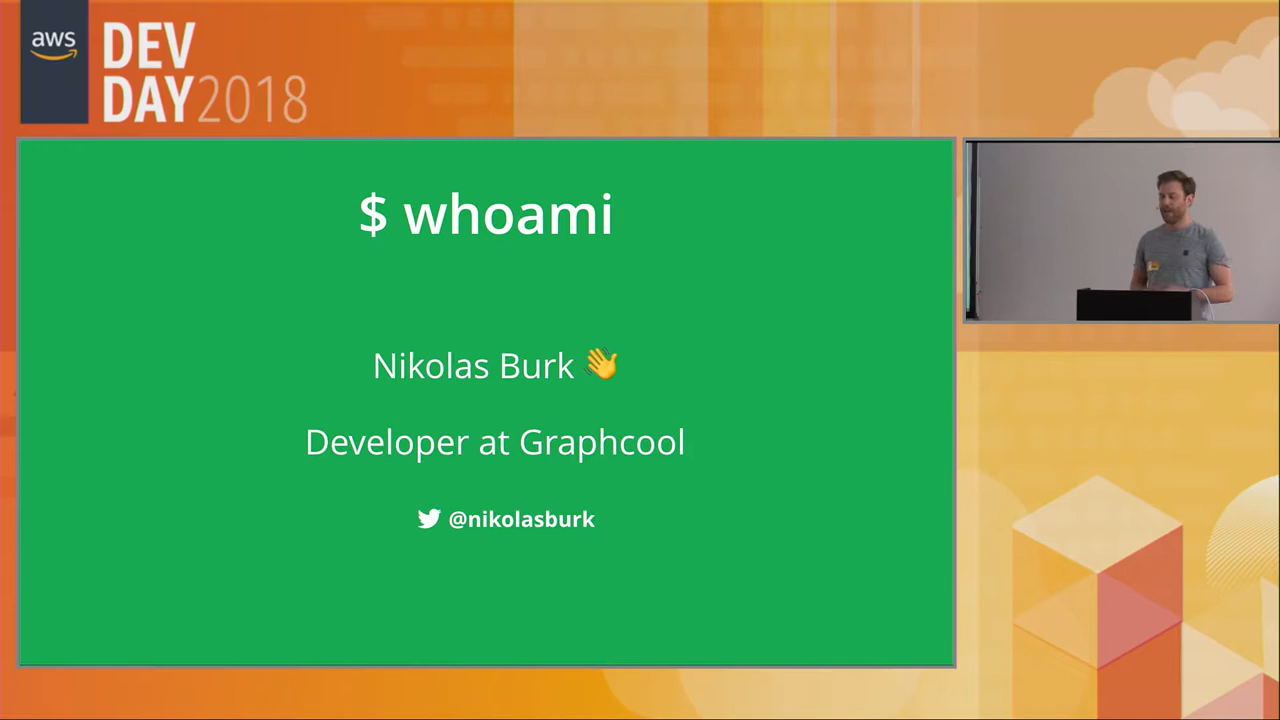 aws
DEV
DAY2018
$ whoami
Nikolas Burk 👋
Developer at Graphcool
@nikolasburk